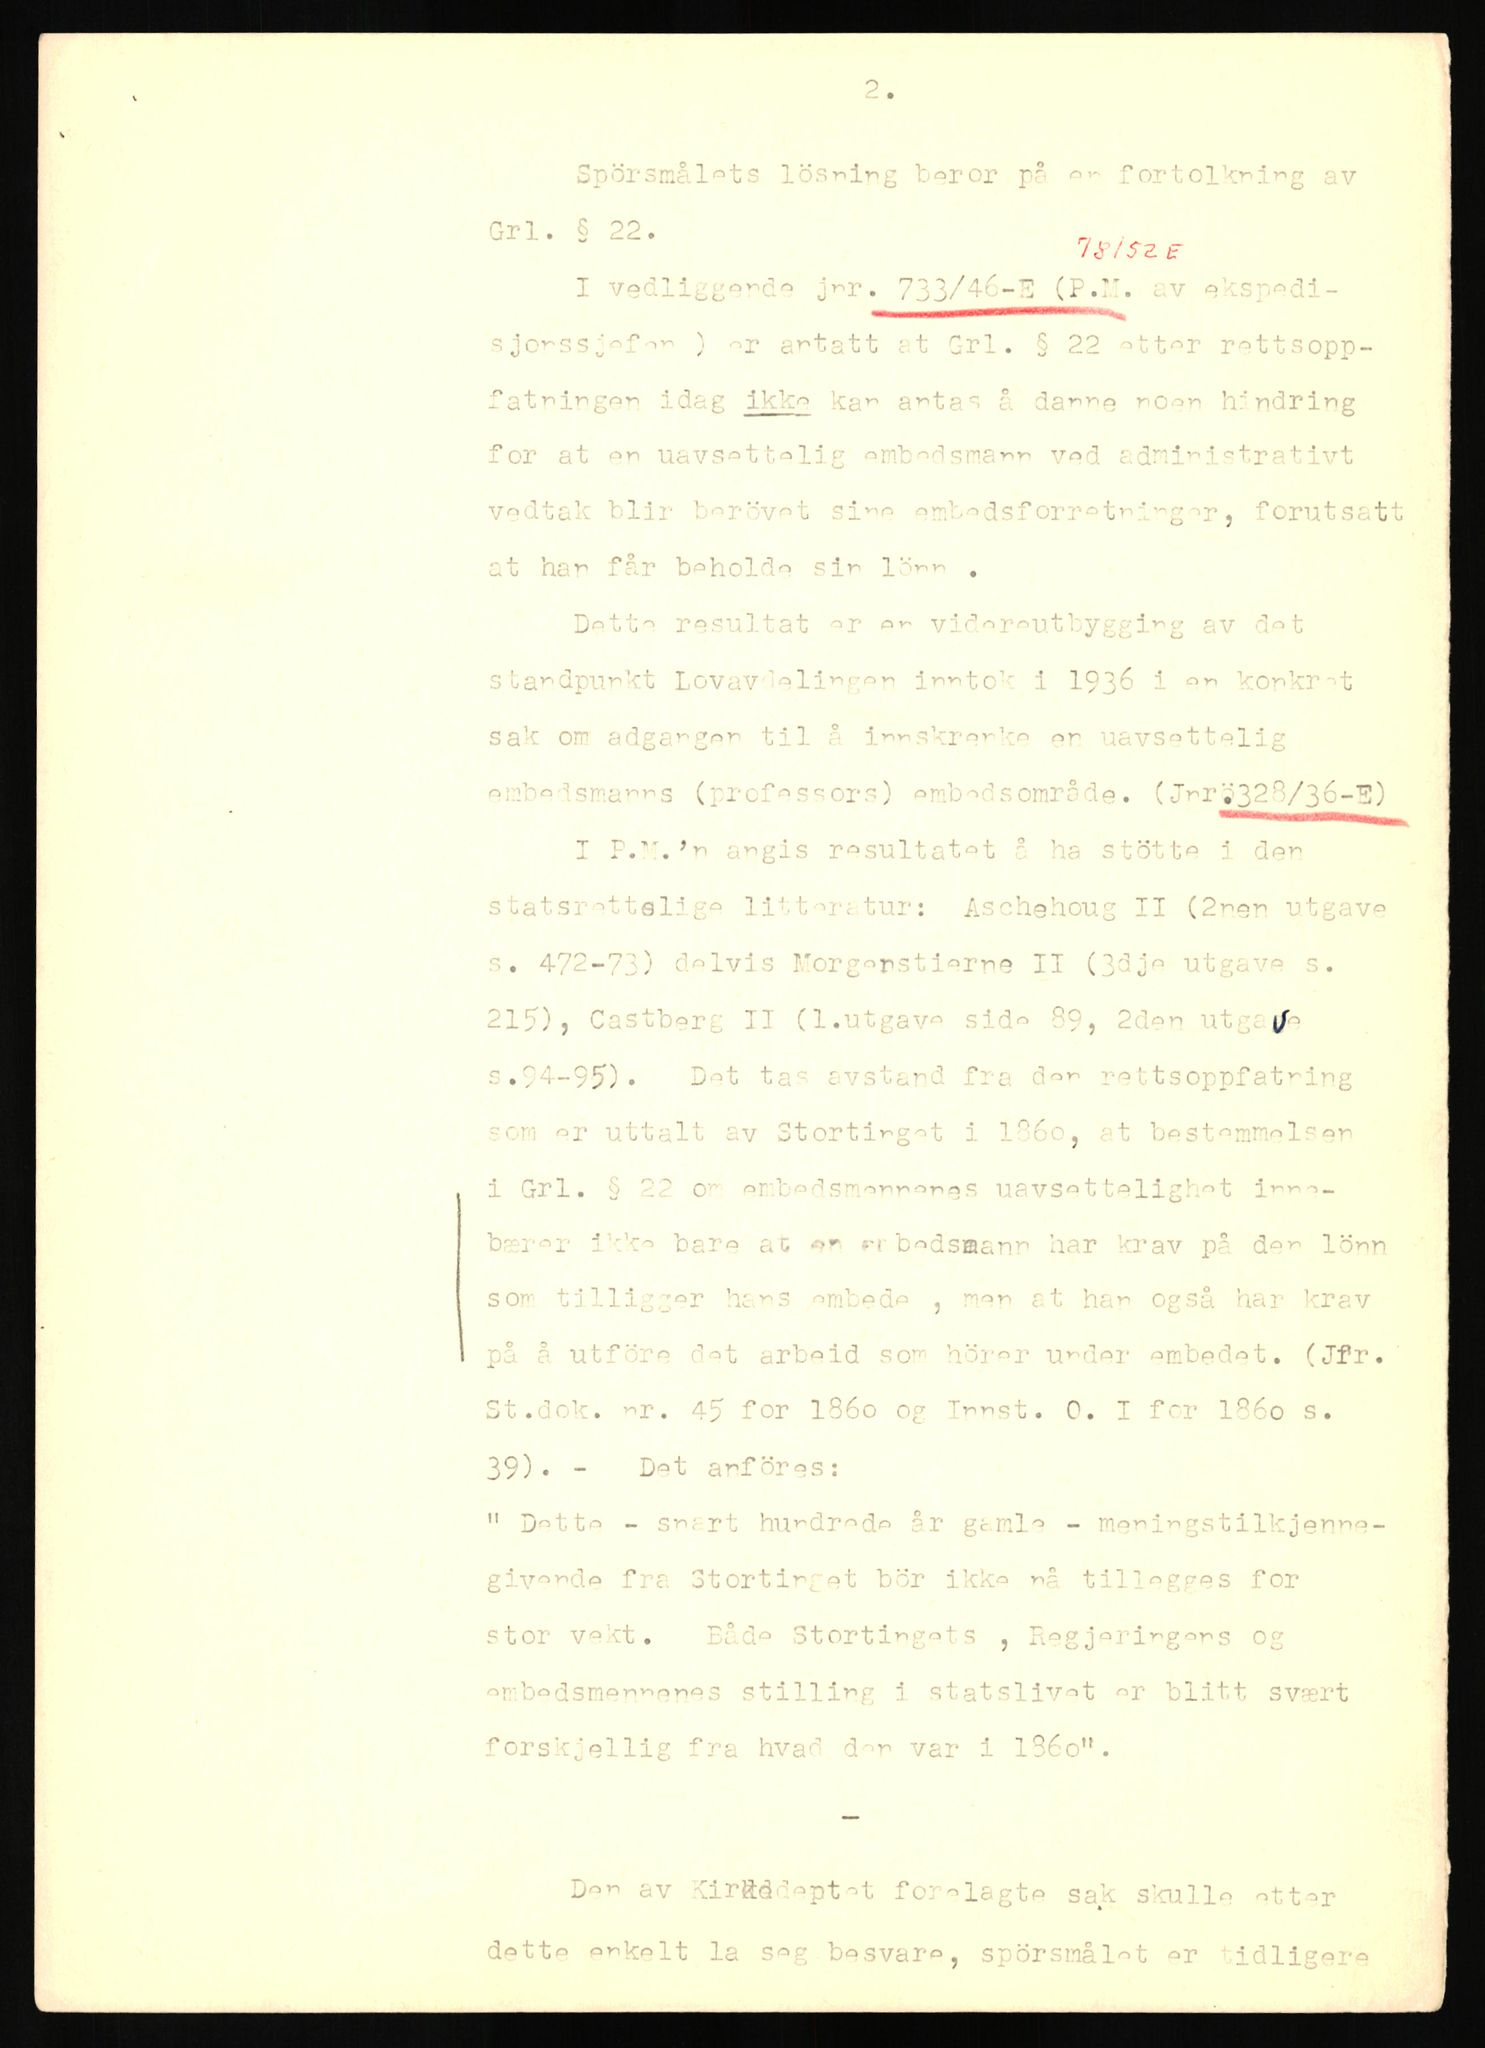 2.
Spörsmålets lösning beror på en fortolkning av
Grl. § 22.
78/52 E
I vedliggende jnr. 733/46-E (P.M. av ekspedi-
sjonssjefen ) er antatt at Grl. § 22 etter rettsopp-
fatningen idag ikke kan antas å danne noen hindring
for at en uavsettelig embedsmann ved administrativt
vedtak blir berövet sine embedsforretninger, forutsatt
at han får beholde sin lönn .
Dette resultat er en videreutbygging av det
standpunkt Lovavdelingen inntok i 1936 i en konkret
sak om adgangen til å innskrenke en uavsettelig
embedsmanns (professors) embedsområde. (Jnr.328/36-E)
I P.M.'n angis resultatet å ha stötte i den
statsrettslige litteratur: Aschehoug II (2nen utgave
s. 472-73) delvis Morgenstierne II (3dje utgave s.
215), Castberg II (1.utgave side 89, 2den utgave
s.94-95). Det tas avstand fra den rettsoppfatning
som er uttalt av Stortinget i 1860, at bestemmelsen
i Grl. § 22 om embedsmennenes uavsettelighet inne-
bærer ikke bare at en embedsmann har krav på den lönn
som tilligger hans embede , men at han også har krav
på å utföre det arbeid som hörer under embedet. (Jfr.
St.dok. nr. 45 for 1860 og Innst. O. I for 1860 s.
39). - Det anföres:
" Dette - snart hundrede år gamle - meningstilkjenne-
givende fra Stortinget bör ikke nå tillegges for
stor vekt. Både Stortingets , Regjeringens og
embedsmennenes stilling i statslivet er blitt svært
forskjellig fra hvad den var i 1860".
-
Den av Kirkedeptet forelagte sak skulle etter
dette enkelt la seg besvare, spörsmålet er tidligere